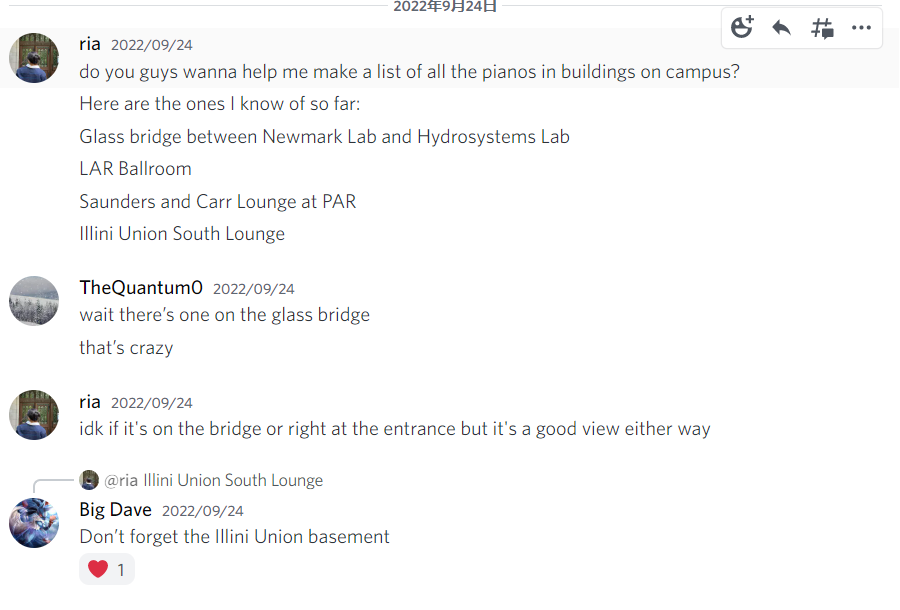 2022年9月24日
ria 2022/09/24
do you guys wanna help me make a list of all the pianos in buildings on campus?
Here are the ones I know of so far:
Glass bridge between Newmark Lab and Hydrosystems Lab
LAR Ballroom
Saunders and Carr Lounge at PAR
Illini Union South Lounge
TheQuantum0 2022/09/24
wait there's one on the glass bridge
that's crazy
ria 2022/09/24
idk if it's on the bridge or right at the entrance but it's a good view either way
@ria Illini Union South Lounge
Big Dave 2022/09/24
Don't forget the Illini Union basement
1